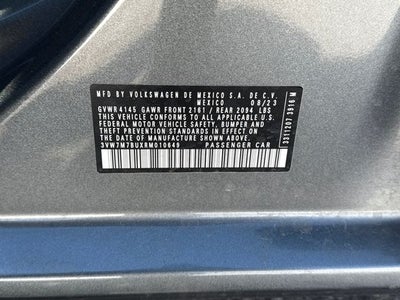 MFD BY VOLKSWAGEN DE MEXICO S.A. DE C.V.
MEXICO 08/23
GVWR 4145 GAWR FRONT 2161 / REAR 2094 LBS
THIS VEHICLE CONFORMS TO ALL APPLICABLE U.S.
FEDERAL MOTOR VEHICLE SAFETY, BUMPER AND
THEFT PREVENTION STANDARDS IN EFFECT ON
THE DATE OF MANUFACTURE SHOWN ABOVE
3VW7M7BUXRM010649 PASSENGER CAR
3311207 3916 M